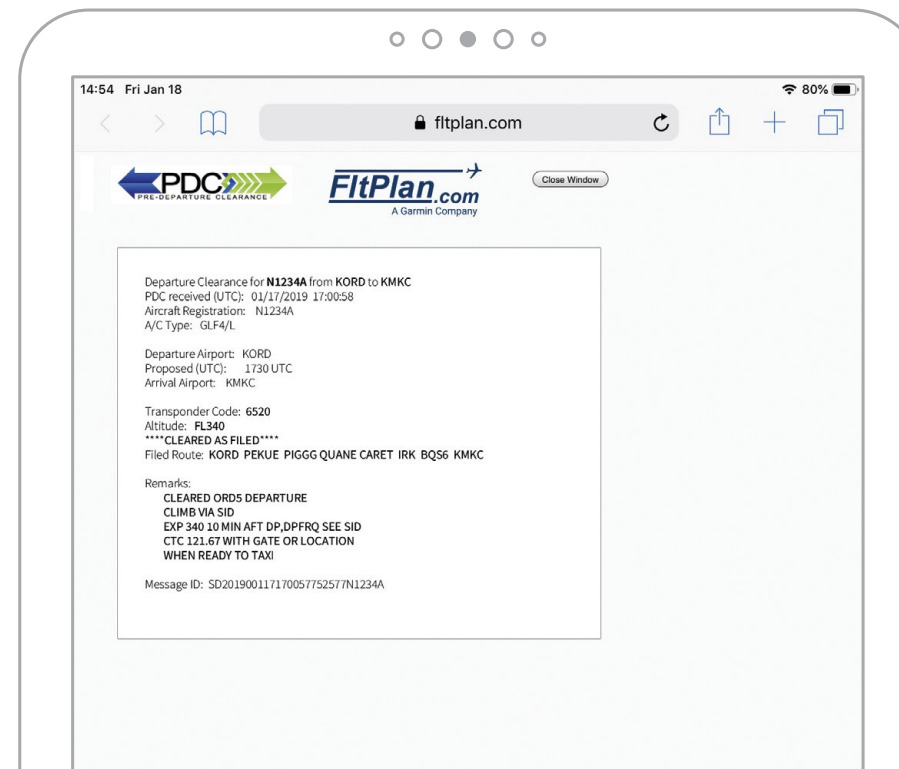 14:54 Fri Jan 18
80%
fltplan.com
PDC
PRE-DEPARTURE CLEARANCE
FltPlan.com
A Garmin Company
Close Window
Departure Clearance for N1234A from KORD to KMKC
PDC received (UTC): 01/17/2019 17:00:58
Aircraft Registration: N1234A
A/C Type: GLF4/L
Departure Airport: KORD
Proposed (UTC): 1730 UTC
Arrival Airport: KMKC
Transponder Code: 6520
Altitude: FL340
****CLEARED AS FILED****
Filed Route: KORD PEKUE PIGGG QUANE CARET IRK BQS6 KMKC
Remarks:
CLEARED ORD5 DEPARTURE
CLIMB VIA SID
EXP 340 10 MIN AFT DP,DPFRQ SEE SID
CTC 121.67 WITH GATE OR LOCATION
WHEN READY TO TAXI
Message ID: SD201900117170057752577N1234A